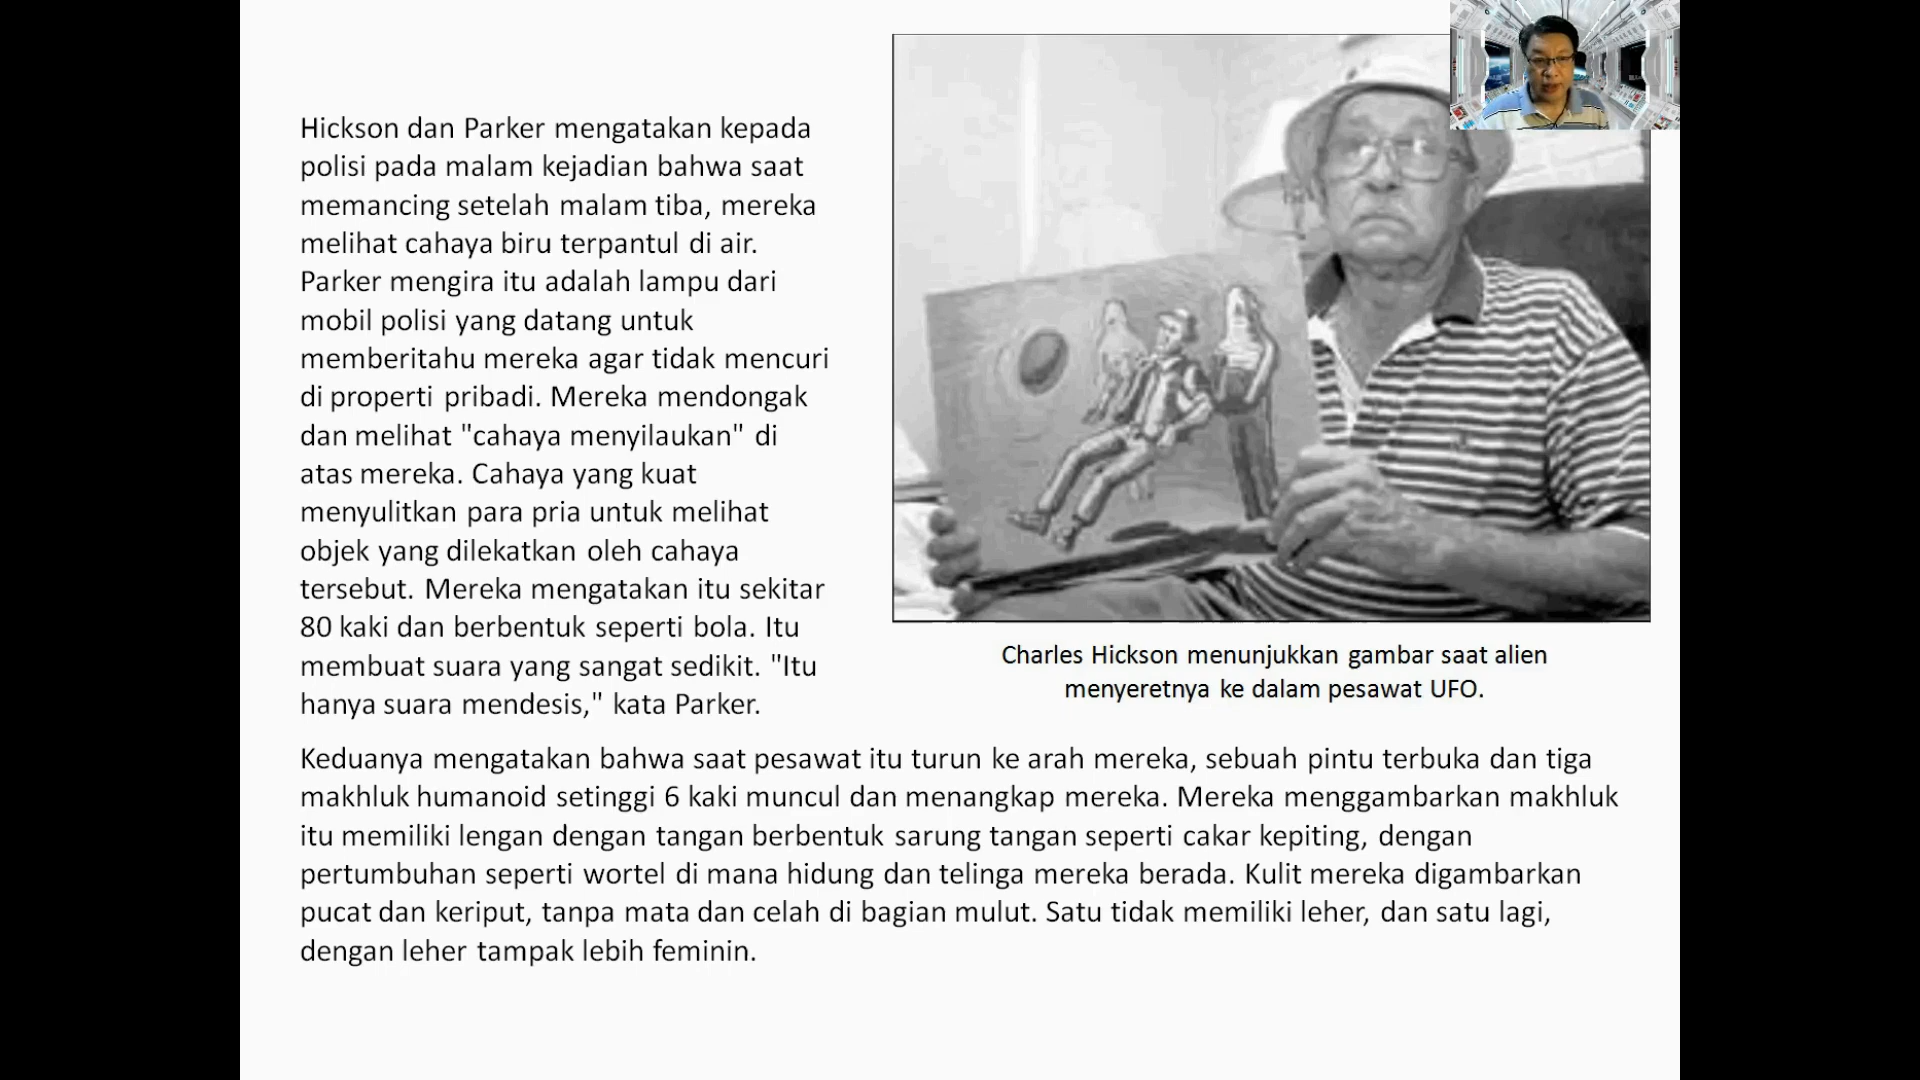 Hickson dan Parker mengatakan kepada
polisi pada malam kejadian bahwa saat
memancing setelah malam tiba, mereka
melihat cahaya biru terpantul di air.
Parker mengira itu adalah lampu dari
mobil polisi yang datang untuk
memberitahu mereka agar tidak mencuri
di properti pribadi. Mereka mendongak
dan melihat "cahaya menyilaukan" di
atas mereka. Cahaya yang kuat
menyulitkan para pria untuk melihat
objek yang dilekatkan oleh cahaya
tersebut. Mereka mengatakan itu sekitar
80 kaki dan berbentuk seperti bola. Itu
membuat suara yang sangat sedikit. "Itu
hanya suara mendesis," kata Parker.
Charles Hickson menunjukkan gambar saat alien
menyeretnya ke dalam pesawat UFO.
Keduanya mengatakan bahwa saat pesawat itu turun ke arah mereka, sebuah pintu terbuka dan tiga
makhluk humanoid setinggi 6 kaki muncul dan menangkap mereka. Mereka menggambarkan makhluk
itu memiliki lengan dengan tangan berbentuk sarung tangan seperti cakar kepiting, dengan
pertumbuhan seperti wortel di mana hidung dan telinga mereka berada. Kulit mereka digambarkan
pucat dan keriput, tanpa mata dan celah di bagian mulut. Satu tidak memiliki leher, dan satu lagi,
dengan leher tampak lebih feminin.